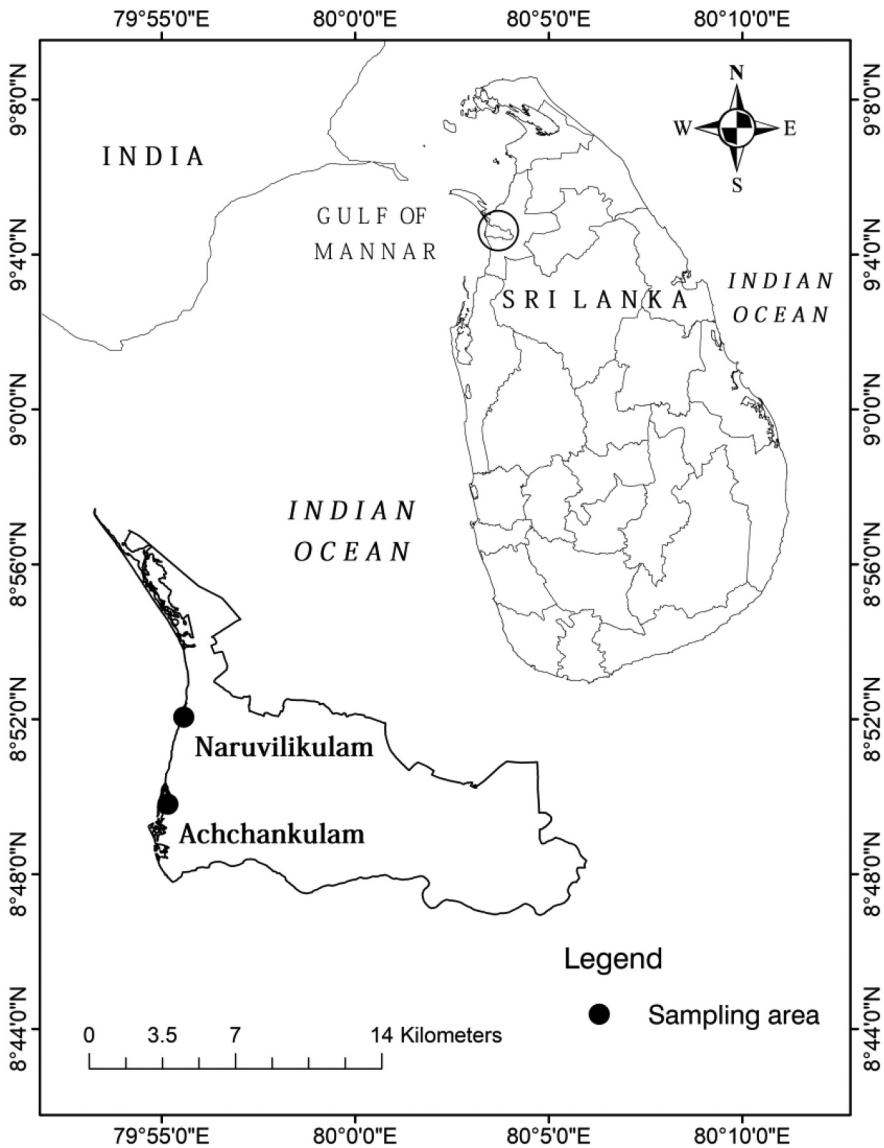 79°55'0"E 80°0'0"E 80°5'0"E 80°10'0"E
9°8'0"N
9°4'0"N
9°0'0"N
8°56'0"N
8°52'0"N
8°48'0"N
8°44'0"N
N
W E
S
INDIA
GULF OF
MANNAR
SRI LANKA
INDIAN
OCEAN
INDIAN
OCEAN
Naruvilikulam
Achchankulam
Legend
Sampling area
0 3.5 7 14 Kilometers
9°8'0"N
9°4'0"N
9°0'0"N
8°56'0"N
8°52'0"N
8°48'0"N
8°44'0"N
79°55'0"E 80°0'0"E 80°5'0"E 80°10'0"E